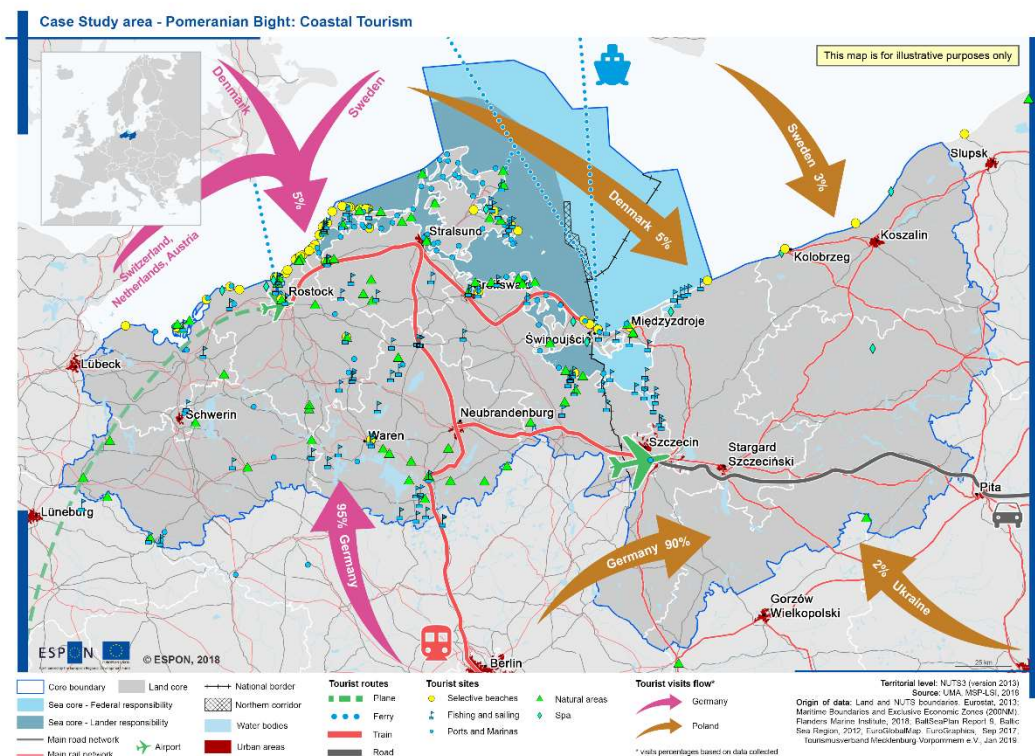 Case Study area - Pomeranian Bight: Coastal Tourism
This map is for illustrative purposes only
Denmark
Sweden
5%
Switzerland,
Netherlands, Austria
Denmark 5%
Sweden 3%
Slupsk
Koszalin
Kolobrzeg
Stralsund
Rostock
Greifswald
Międzyzdroje
Świnoujście
Lübeck
Schwerin
Waren
Neubrandenburg
Szczecin
Stargard
Szczeciński
Pita
Lüneburg
95% Germany
Germany 90%
2% Ukraine
Gorzów
Wielkopolski
Berlin
25 km
ESPON
© ESPON, 2018
Core boundary
Land core
Sea core - Federal responsibility
Sea core - Lander responsibility
Main road network
Main rail network
Airport
National border
Northern corridor
Water bodies
Urban areas
Tourist routes
Plane
Ferry
Train
Road
Tourist sites
Selective beaches
Fishing and sailing
Ports and Marinas
Natural areas
Spa
Tourist visits flow*
Germany
Poland
* visits percentages based on data collected
Territorial level: NUTS3 (version 2013)
Source: UMA, MSP-LSI, 2018
Origin of data: Land and NUTS boundaries. Eurostat, 2013;
Maritime Boundaries and Exclusive Economic Zones (200NM).
Flanders Marine Institute, 2018; BaltSeaPlan Report 9, Baltic
Sea Region, 2012; EuroGlobalMap. EuroGraphics, Sep 2017;
Tourismusverband Mecklenburg-Vorpommern e.V., Jan 2019